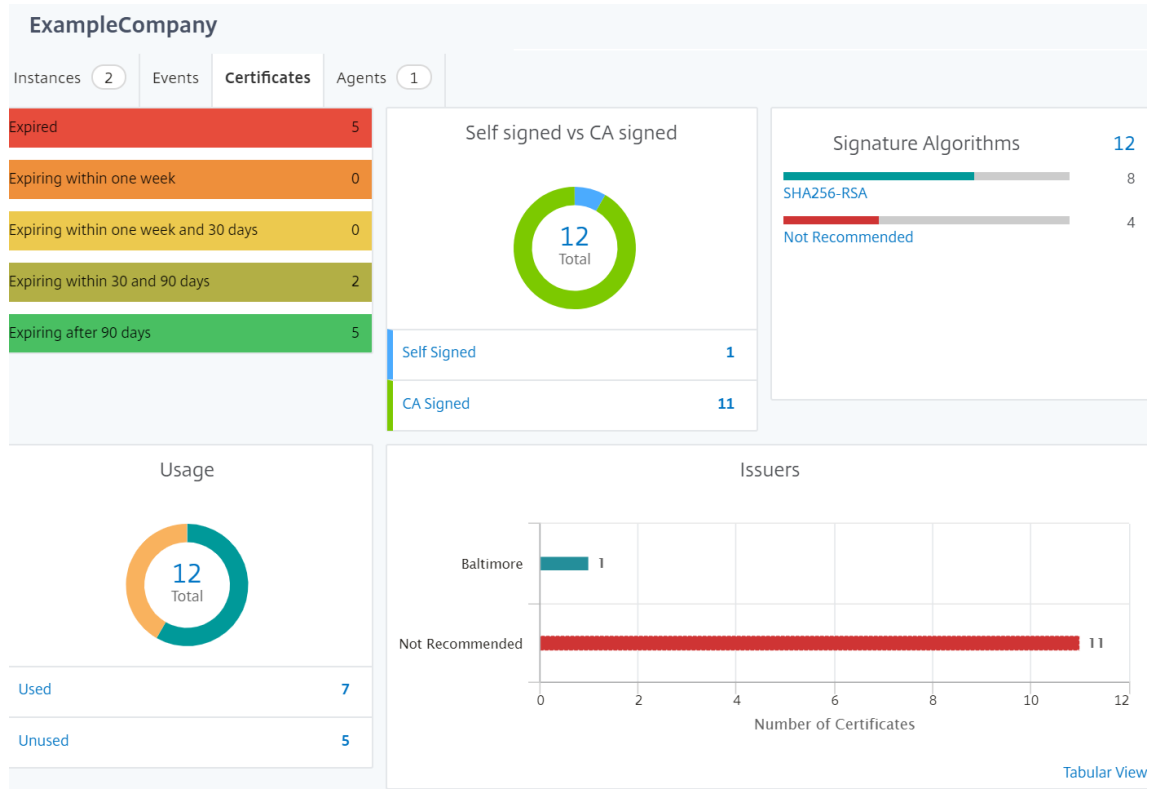 ExampleCompany
Instances 2 Events Certificates Agents 1
Expired 5
Expiring within one week 0
Expiring within one week and 30 days 0
Expiring within 30 and 90 days 2
Expiring after 90 days 5
Self signed vs CA signed
12
Total
Self Signed 1
CA Signed 11
Signature Algorithms 12
8
SHA256-RSA
4
Not Recommended
Usage
12
Total
Used 7
Unused 5
Issuers
Baltimore 1
Not Recommended 11
0 2 4 6 8 10 12
Number of Certificates
Tabular View